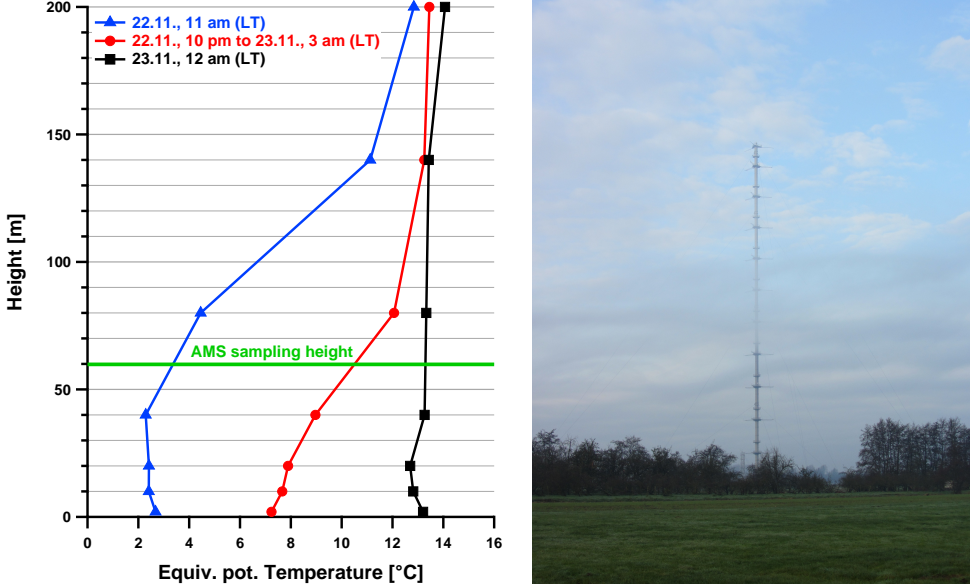 200
22.11., 11 am (LT)
22.11., 10 pm to 23.11., 3 am (LT)
23.11., 12 am (LT)
150
Height [m]
100
AMS sampling height
50
0
0 2 4 6 8 10 12 14 16
Equiv. pot. Temperature [°C]